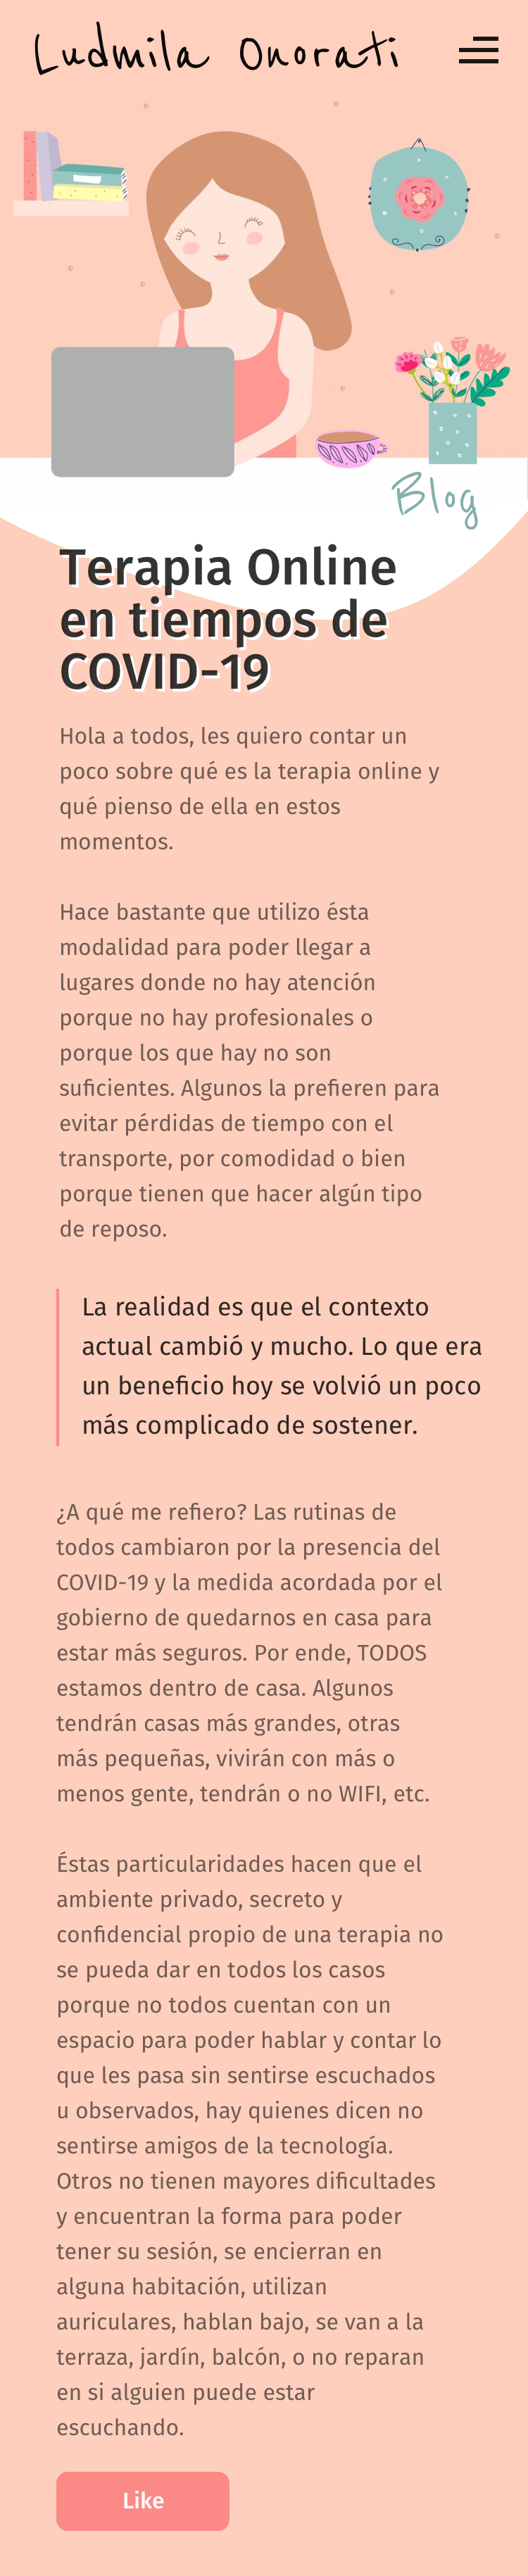 Ludmila Onorati
Blog
Terapia Online
en tiempos de
COVID-19
Hola a todos, les quiero contar un
poco sobre qué es la terapia online y
qué pienso de ella en estos
momentos.
Hace bastante que utilizo ésta
modalidad para poder llegar a
lugares donde no hay atención
porque no hay profesionales o
porque los que hay no son
suficientes. Algunos la prefieren para
evitar pérdidas de tiempo con el
transporte, por comodidad o bien
porque tienen que hacer algún tipo
de reposo.
La realidad es que el contexto
actual cambió y mucho. Lo que era
un beneficio hoy se volvió un poco
más complicado de sostener.
¿A qué me refiero? Las rutinas de
todos cambiaron por la presencia del
COVID-19 y la medida acordada por el
gobierno de quedarnos en casa para
estar más seguros. Por ende, TODOS
estamos dentro de casa. Algunos
tendrán casas más grandes, otras
más pequeñas, vivirán con más o
menos gente, tendrán o no WIFI, etc.
Éstas particularidades hacen que el
ambiente privado, secreto y
confidencial propio de una terapia no
se pueda dar en todos los casos
porque no todos cuentan con un
espacio para poder hablar y contar lo
que les pasa sin sentirse escuchados
u observados, hay quienes dicen no
sentirse amigos de la tecnología.
Otros no tienen mayores dificultades
y encuentran la forma para poder
tener su sesión, se encierran en
alguna habitación, utilizan
auriculares, hablan bajo, se van a la
terraza, jardín, balcón, o no reparan
en si alguien puede estar
escuchando.
Like